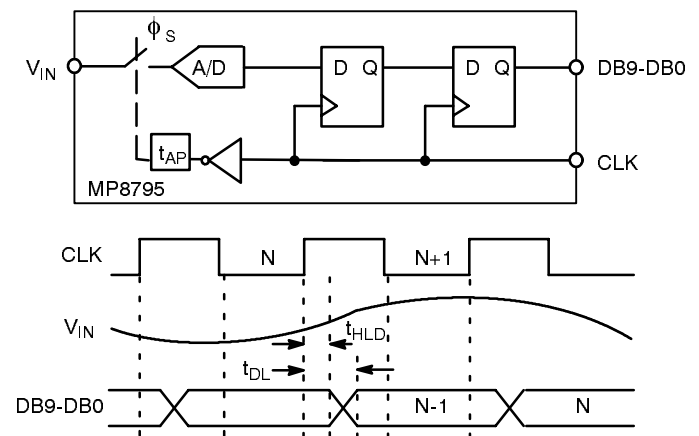 ϕS
VIN
A/D
D Q
D Q
DB9-DB0
tAP
CLK
MP8795
CLK
N
N+1
VIN
tHLD
tDL
DB9-DB0
N-1
N